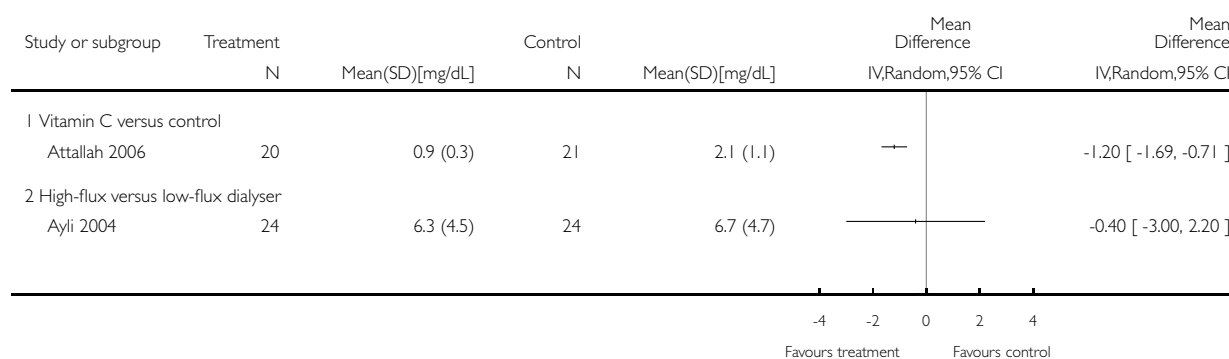 Study or subgroup Treatment Control Mean Difference Mean Difference
N Mean(SD)[mg/dL] N Mean(SD)[mg/dL] IV,Random,95% CI IV,Random,95% CI
1 Vitamin C versus control
Attallah 2006 20 0.9 (0.3) 21 2.1 (1.1) -1.20 [ -1.69, -0.71 ]
2 High-flux versus low-flux dialyser
Ayli 2004 24 6.3 (4.5) 24 6.7 (4.7) -0.40 [ -3.00, 2.20 ]
-4 -2 0 2 4
Favours treatment Favours control